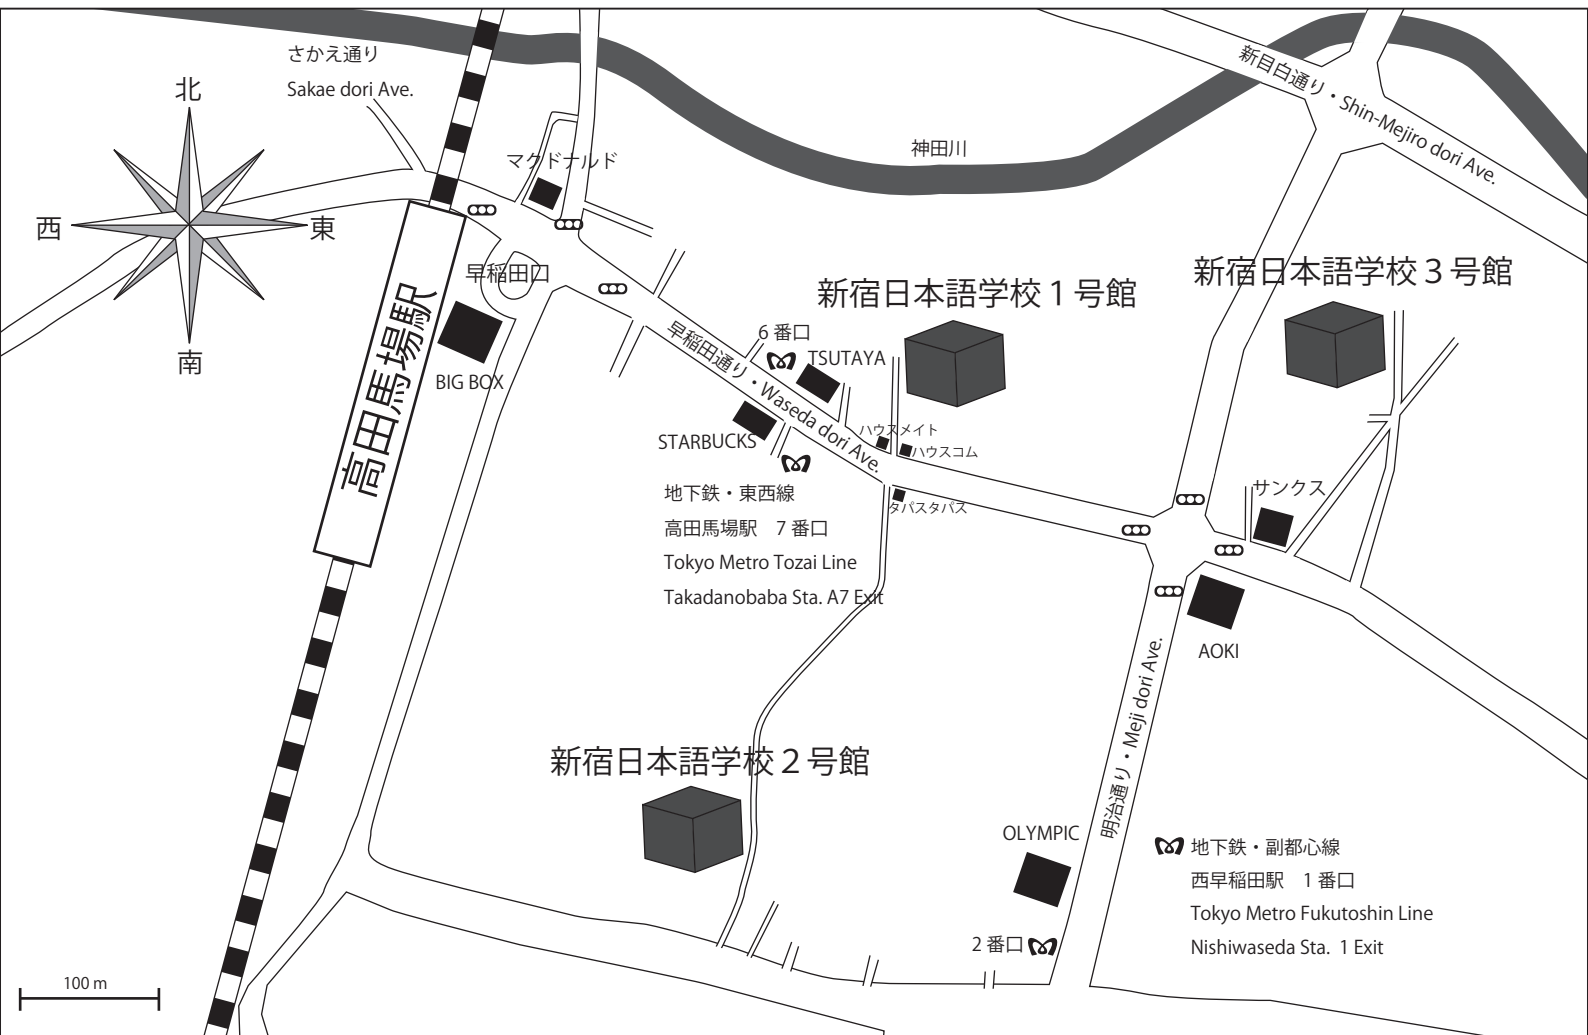 さかえ通り
Sakae dori Ave.
北
西
東
南
マクドナルド
神田川
新目白通り・Shin-Mejiro dori Ave.
早稲田口
高田馬場駅
BIG BOX
新宿日本語学校１号館
新宿日本語学校３号館
6 番口
TSUTAYA
早稲田通り・Waseda dori Ave.
STARBUCKS
ハウスメイト
ハウスコム
タパスタパス
地下鉄・東西線
高田馬場駅　7 番口
Tokyo Metro Tozai Line
Takadanobaba Sta. A7 Exit
サンクス
AOKI
明治通り・Meji dori Ave.
新宿日本語学校２号館
OLYMPIC
2 番口
地下鉄・副都心線
西早稲田駅　1 番口
Tokyo Metro Fukutoshin Line
Nishiwaseda Sta. 1 Exit
100 m